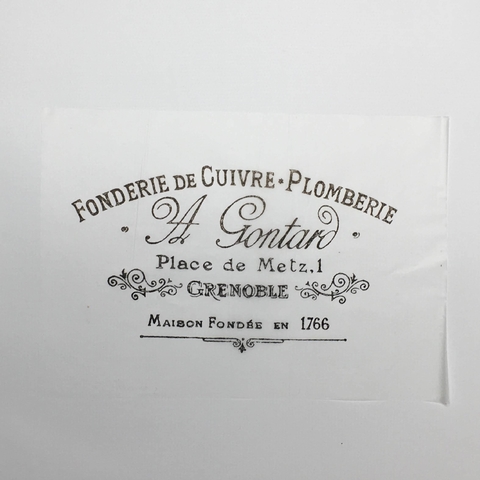 FONDERIE DE CUIVRE • PLOMBERIE
• A Gontard •
Place de Metz, 1
GRENOBLE
MAISON FONDÉE EN 1766